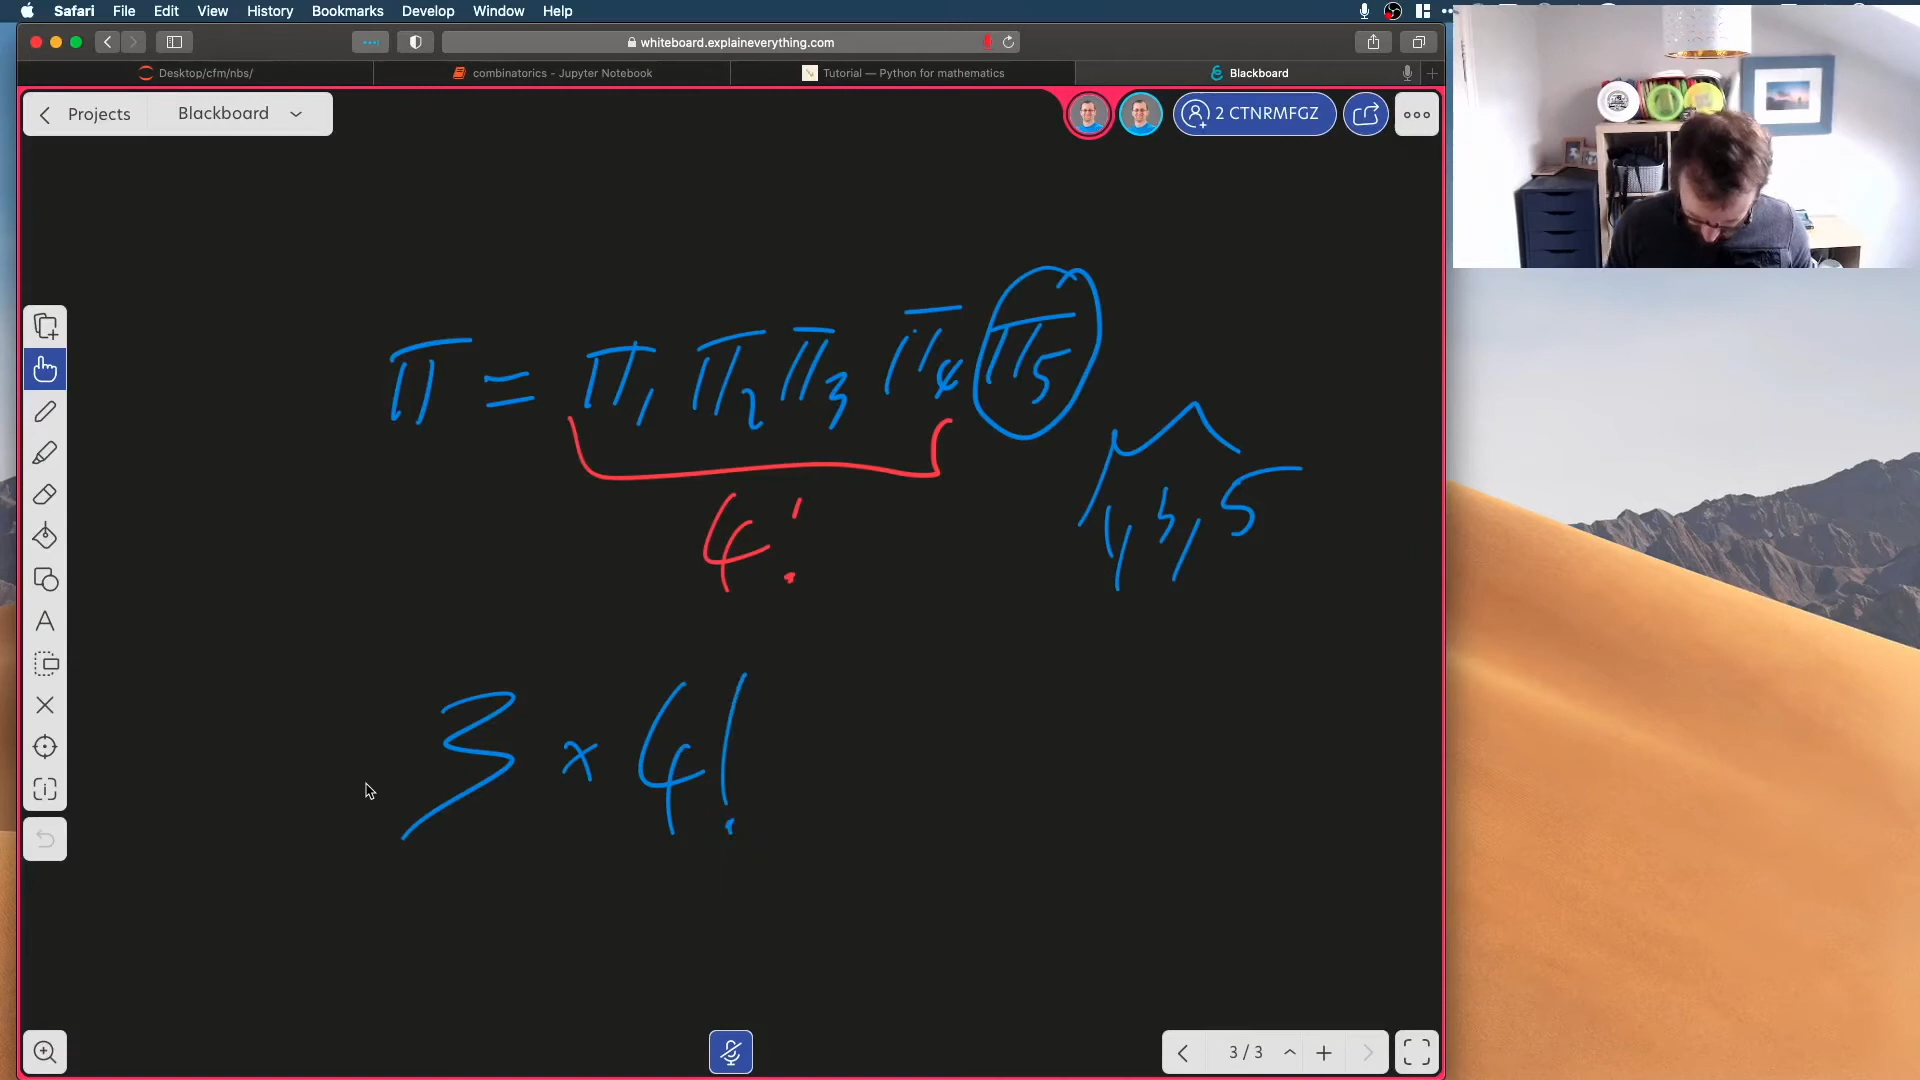 Safari File Edit View History Bookmarks Develop Window Help
whiteboard.explaineverything.com
Desktop/cfm/nbs/ combinatorics - Jupyter Notebook Tutorial — Python for mathematics Blackboard
Projects Blackboard 2 CTNRMFGZ
π = π₁ π₂ π₃ π₄ π₅
1, 3, 5
4!
3 × 4!
A
3 / 3